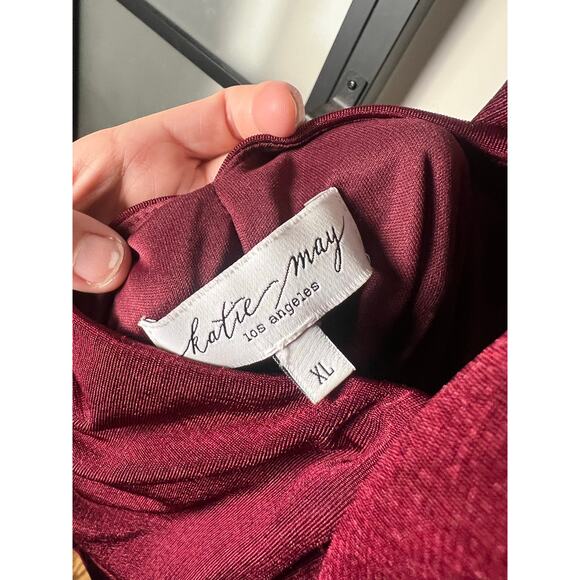 katie may
los angeles
XL